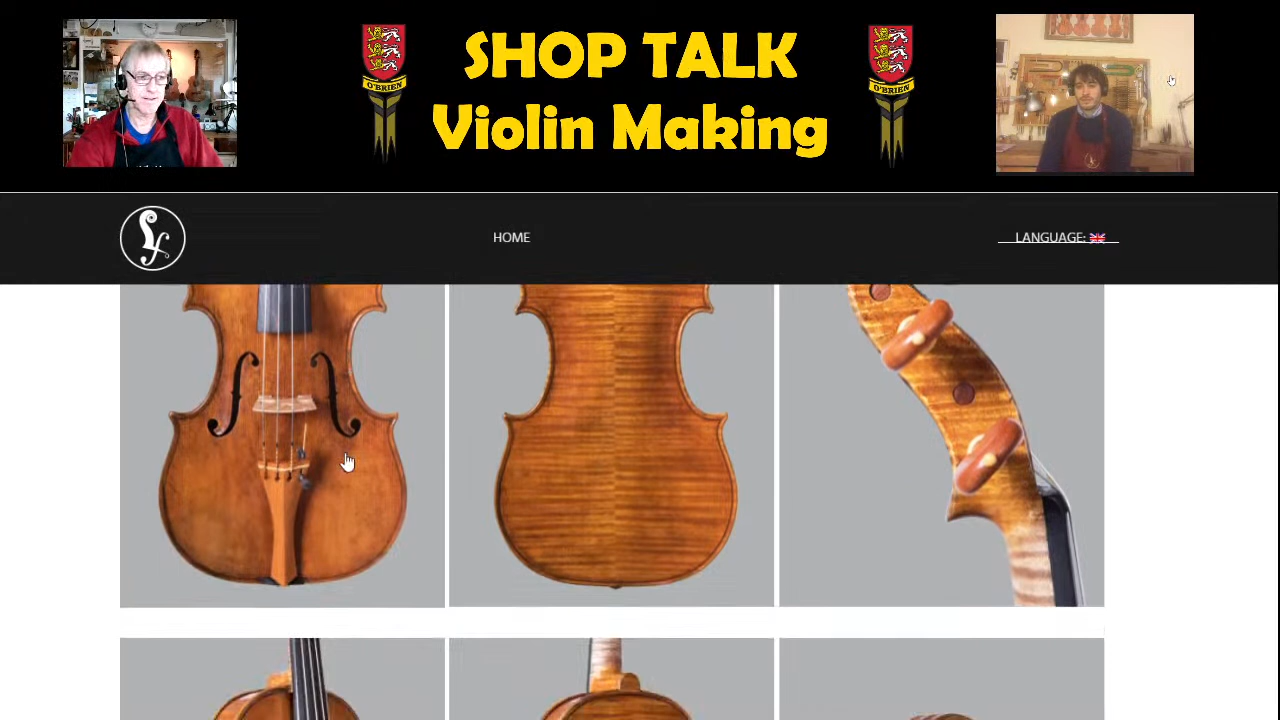 SHOP TALK
Violin Making
O'BRIEN
O'BRIEN
HOME
LANGUAGE: